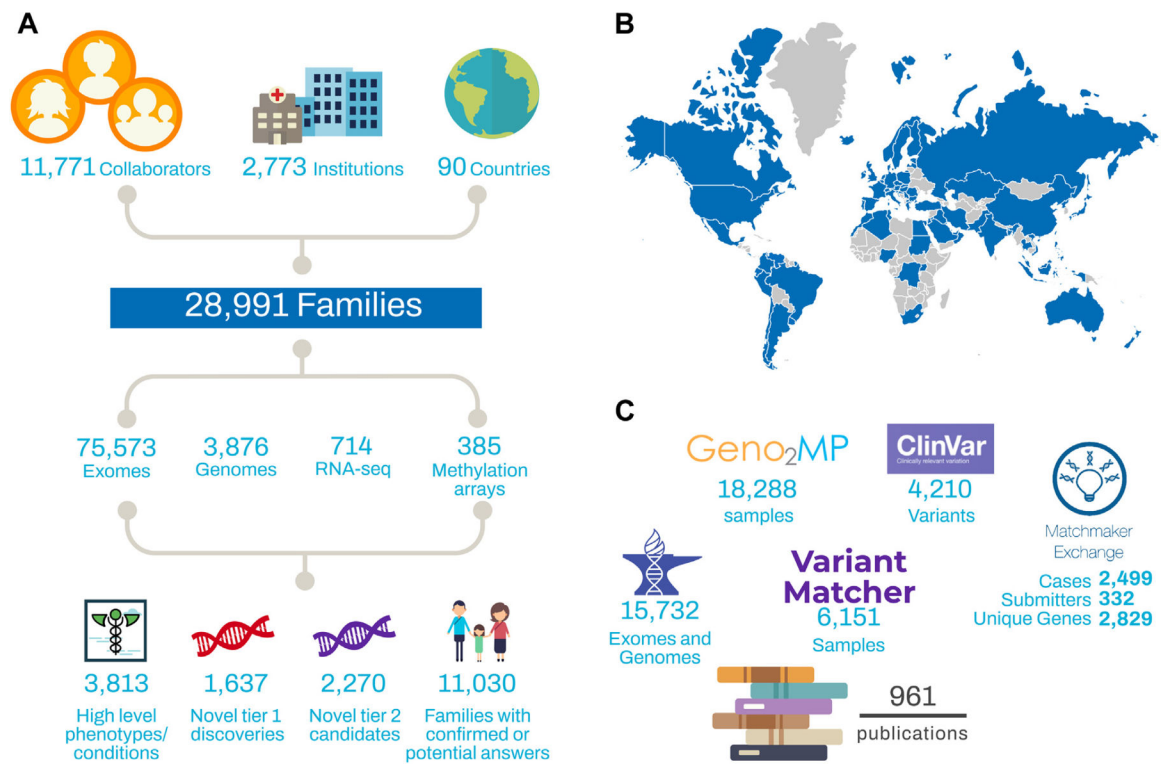 A
11,771 Collaborators
2,773 Institutions
90 Countries
28,991 Families
75,573
Exomes
3,876
Genomes
714
RNA-seq
385
Methylation
arrays
3,813
High level
phenotypes/
conditions
1,637
Novel tier 1
discoveries
2,270
Novel tier 2
candidates
11,030
Families with
confirmed or
potential answers
B
C
Geno2MP
18,288
samples
ClinVar
Clinically relevant variation
4,210
Variants
Matchmaker
Exchange
Cases 2,499
Submitters 332
Unique Genes 2,829
15,732
Exomes and
Genomes
Variant
Matcher
6,151
Samples
961
publications